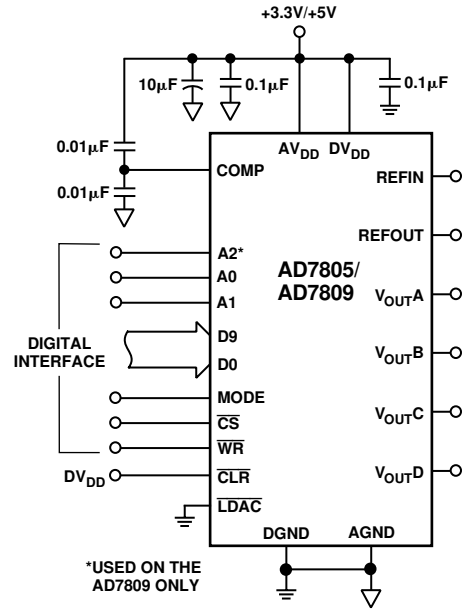 +3.3V/+5V
10µF
0.1µF
0.1µF
0.01µF
0.01µF
AVDD
DVDD
COMP
REFIN
REFOUT
AD7805/
AD7809
A2*
A0
A1
VOUTA
DIGITAL
INTERFACE
D9
D0
VOUTB
MODE
CS
VOUTC
WR
DVDD
CLR
VOUTD
LDAC
DGND
AGND
*USED ON THE
AD7809 ONLY